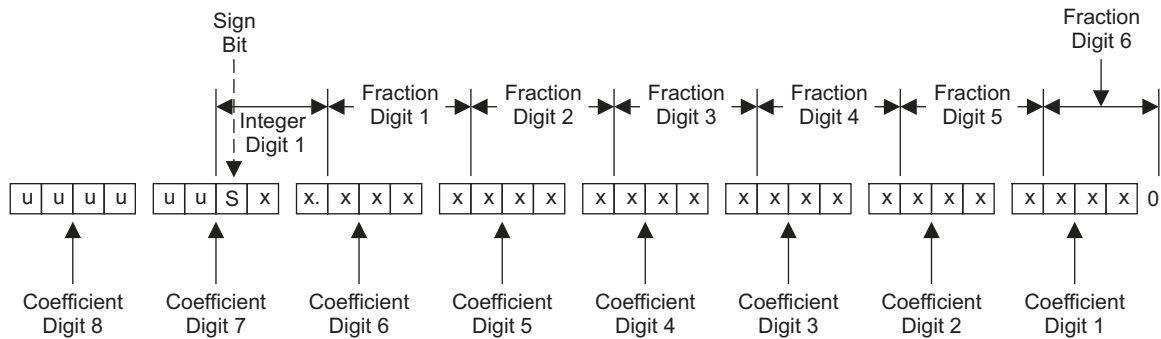 Sign
Bit
Fraction
Digit 6
Integer
Digit 1
Fraction
Digit 1
Fraction
Digit 2
Fraction
Digit 3
Fraction
Digit 4
Fraction
Digit 5
u u u u u u S x x. x x x x x x x x x x x x x x x x x x x x x x x 0
Coefficient
Digit 8
Coefficient
Digit 7
Coefficient
Digit 6
Coefficient
Digit 5
Coefficient
Digit 4
Coefficient
Digit 3
Coefficient
Digit 2
Coefficient
Digit 1